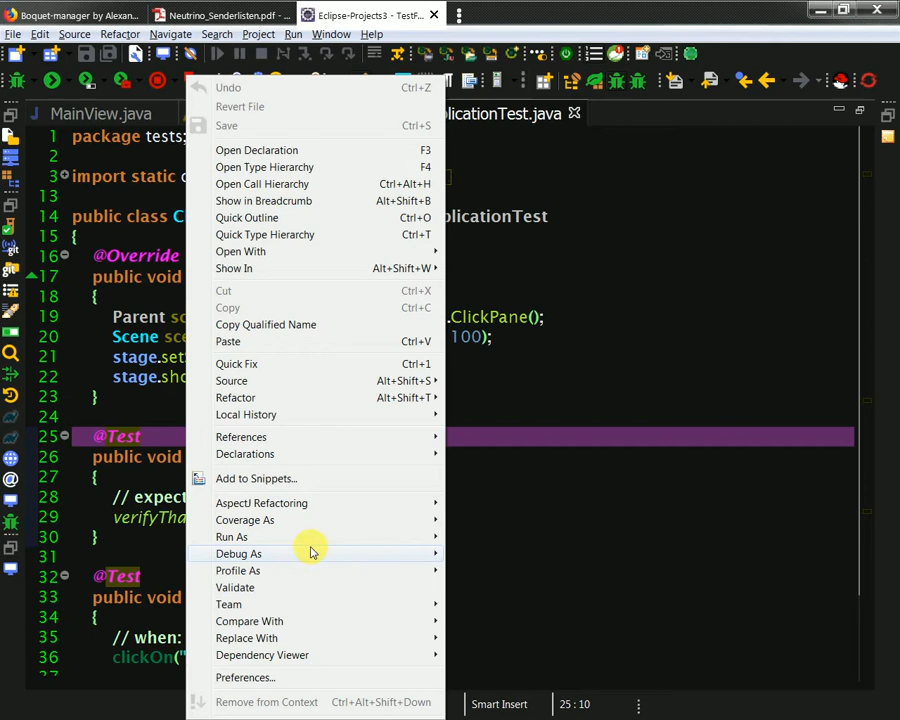 Boquet-manager by Alexan... Neutrino_Senderlisten.pdf - ... Eclipse-Projects3 - TestF...
File Edit Source Refactor Navigate Search Project Run Window Help
MainView.java plicationTest.java
1 package tests;
2
3 import static
13
14 public class C plicationTest
15 {
16 @Override
17 public void
18 {
19 Parent sc .ClickPane();
20 Scene sce 100);
21 stage.set
22 stage.sho
23 }
24
25 @Test
26 public void
27 {
28 // expect
29 verifyTha
30 }
31
32 @Test
33 public void
34 {
35 // when:
36 clickOn("
37
Undo Ctrl+Z
Revert File
Save Ctrl+S
Open Declaration F3
Open Type Hierarchy F4
Open Call Hierarchy Ctrl+Alt+H
Show in Breadcrumb Alt+Shift+B
Quick Outline Ctrl+O
Quick Type Hierarchy Ctrl+T
Open With
Show In Alt+Shift+W
Cut Ctrl+X
Copy Ctrl+C
Copy Qualified Name
Paste Ctrl+V
Quick Fix Ctrl+1
Source Alt+Shift+S
Refactor Alt+Shift+T
Local History
References
Declarations
Add to Snippets...
AspectJ Refactoring
Coverage As
Run As
Debug As
Profile As
Validate
Team
Compare With
Replace With
Dependency Viewer
Preferences...
Remove from Context Ctrl+Alt+Shift+Down
Smart Insert 25 : 10